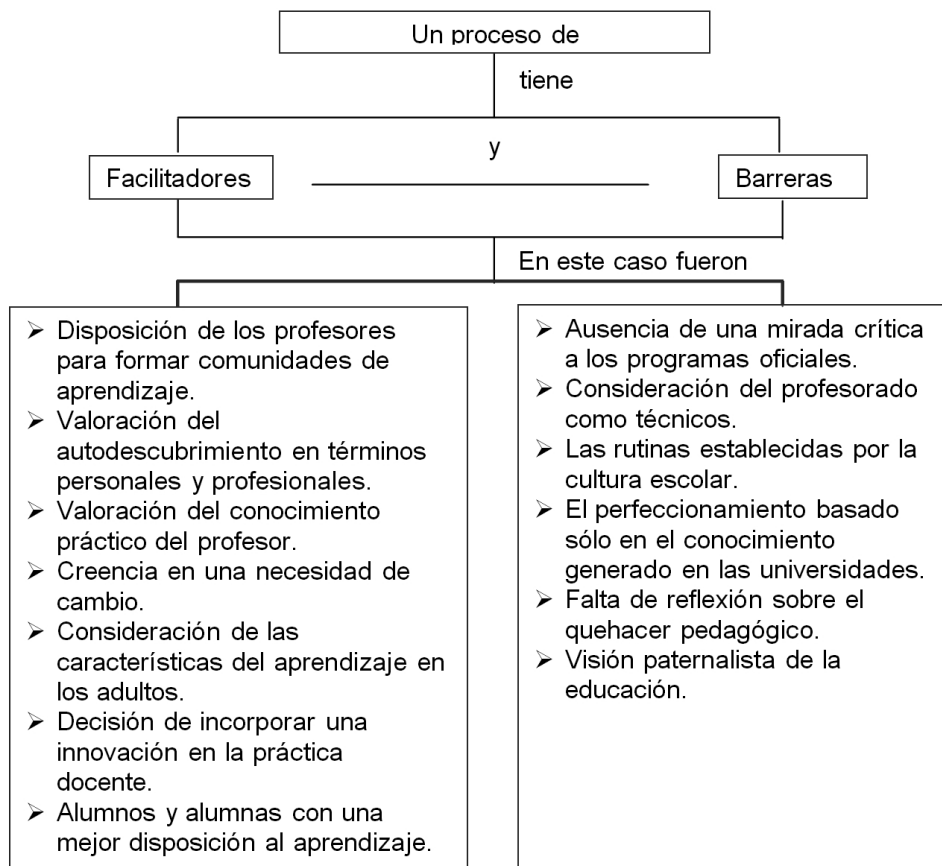 Un proceso de
tiene
y
Facilitadores
Barreras
En este caso fueron
➢ Disposición de los profesores
para formar comunidades de
aprendizaje.
➢ Valoración del
autodescubrimiento en términos
personales y profesionales.
➢ Valoración del conocimiento
práctico del profesor.
➢ Creencia en una necesidad de
cambio.
➢ Consideración de las
características del aprendizaje en
los adultos.
➢ Decisión de incorporar una
innovación en la práctica
docente.
➢ Alumnos y alumnas con una
mejor disposición al aprendizaje.
➢ Ausencia de una mirada crítica
a los programas oficiales.
➢ Consideración del profesorado
como técnicos.
➢ Las rutinas establecidas por la
cultura escolar.
➢ El perfeccionamiento basado
sólo en el conocimiento
generado en las universidades.
➢ Falta de reflexión sobre el
quehacer pedagógico.
➢ Visión paternalista de la
educación.